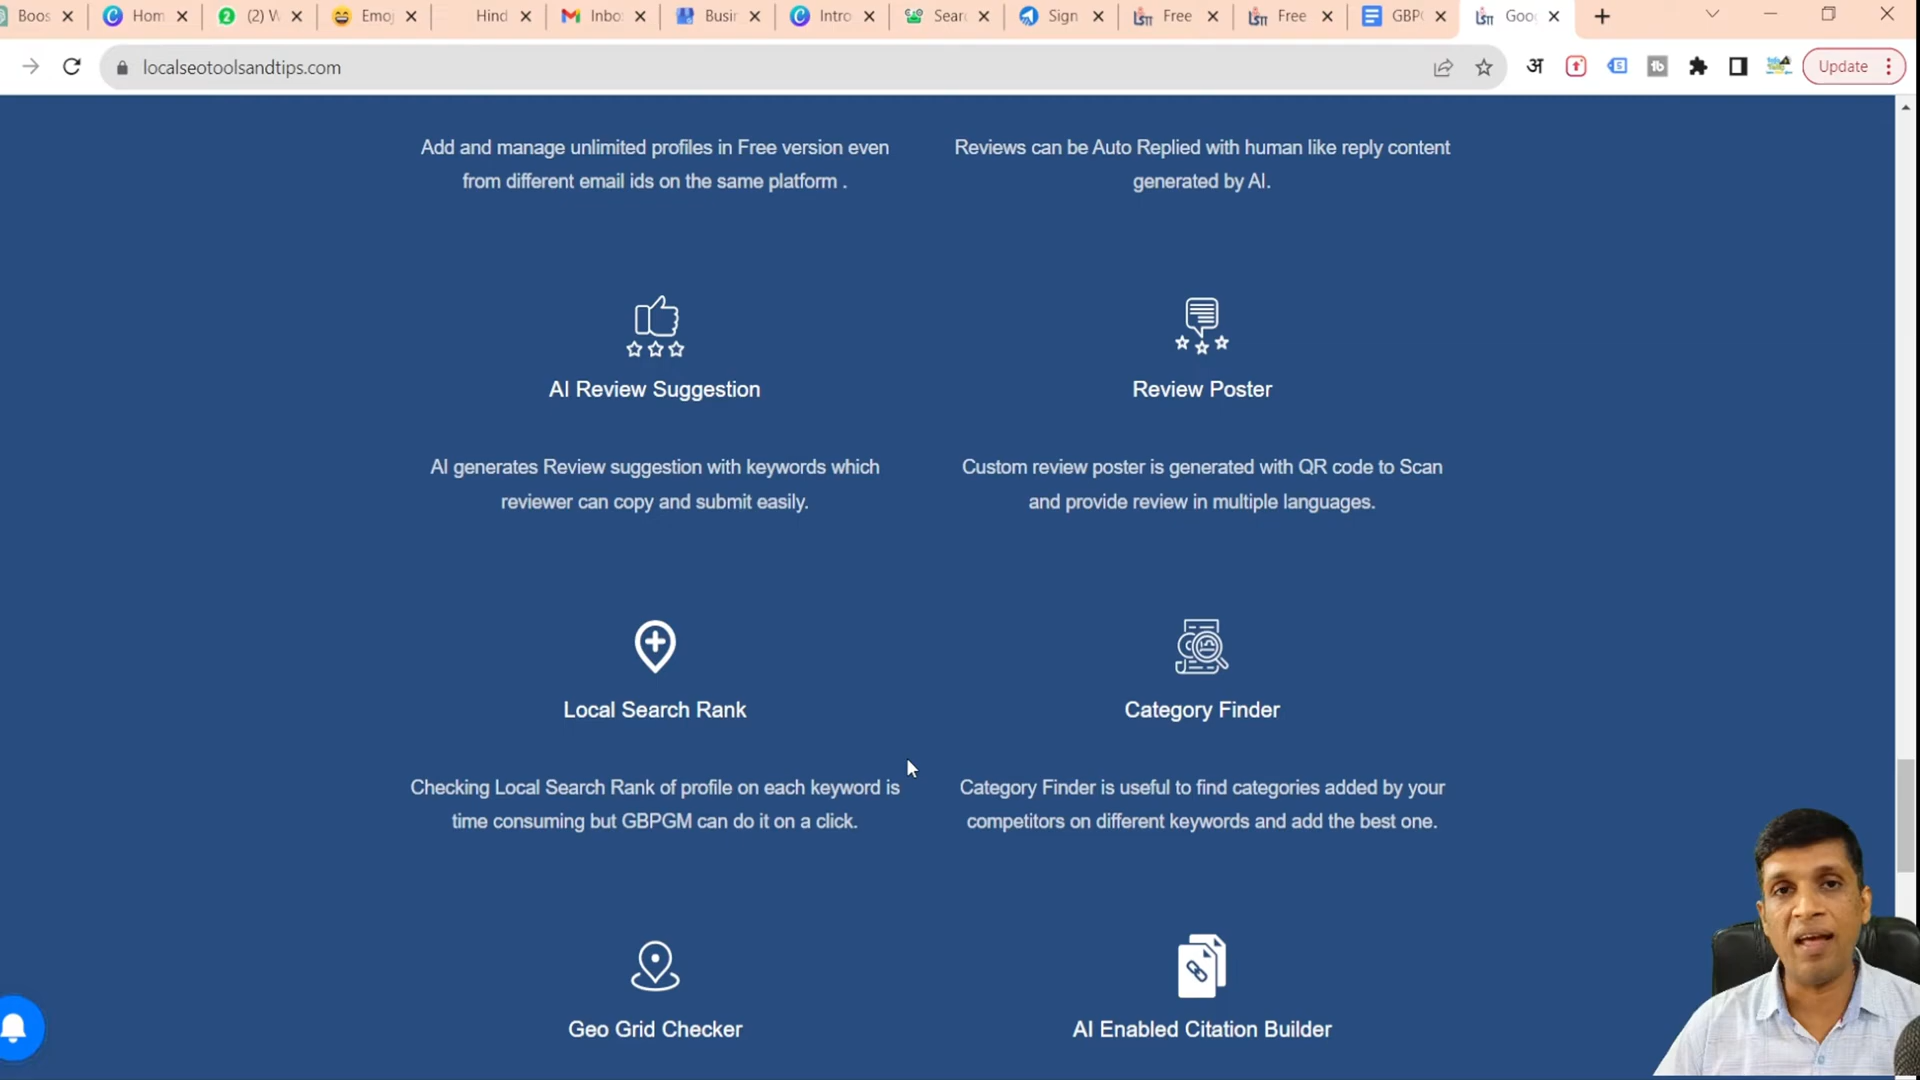 Boos
Hom
(2) W
Emoj
Hind
Inbo
Busin
Intro
Sear
Sign
Free
Free
GBP
Goo
localseotoolsandtips.com
अ
Update
Add and manage unlimited profiles in Free version even
from different email ids on the same platform .
Reviews can be Auto Replied with human like reply content
generated by AI.
AI Review Suggestion
AI generates Review suggestion with keywords which
reviewer can copy and submit easily.
Review Poster
Custom review poster is generated with QR code to Scan
and provide review in multiple languages.
Local Search Rank
Checking Local Search Rank of profile on each keyword is
time consuming but GBPGM can do it on a click.
Category Finder
Category Finder is useful to find categories added by your
competitors on different keywords and add the best one.
Geo Grid Checker
AI Enabled Citation Builder